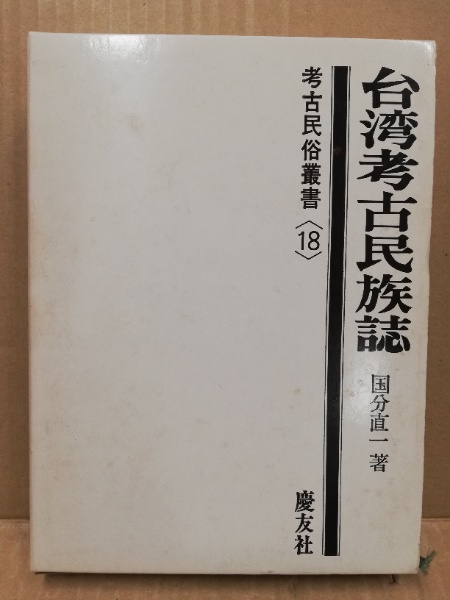 台湾考古民族誌
国分直一 著
考古民俗叢書〈18〉
慶友社